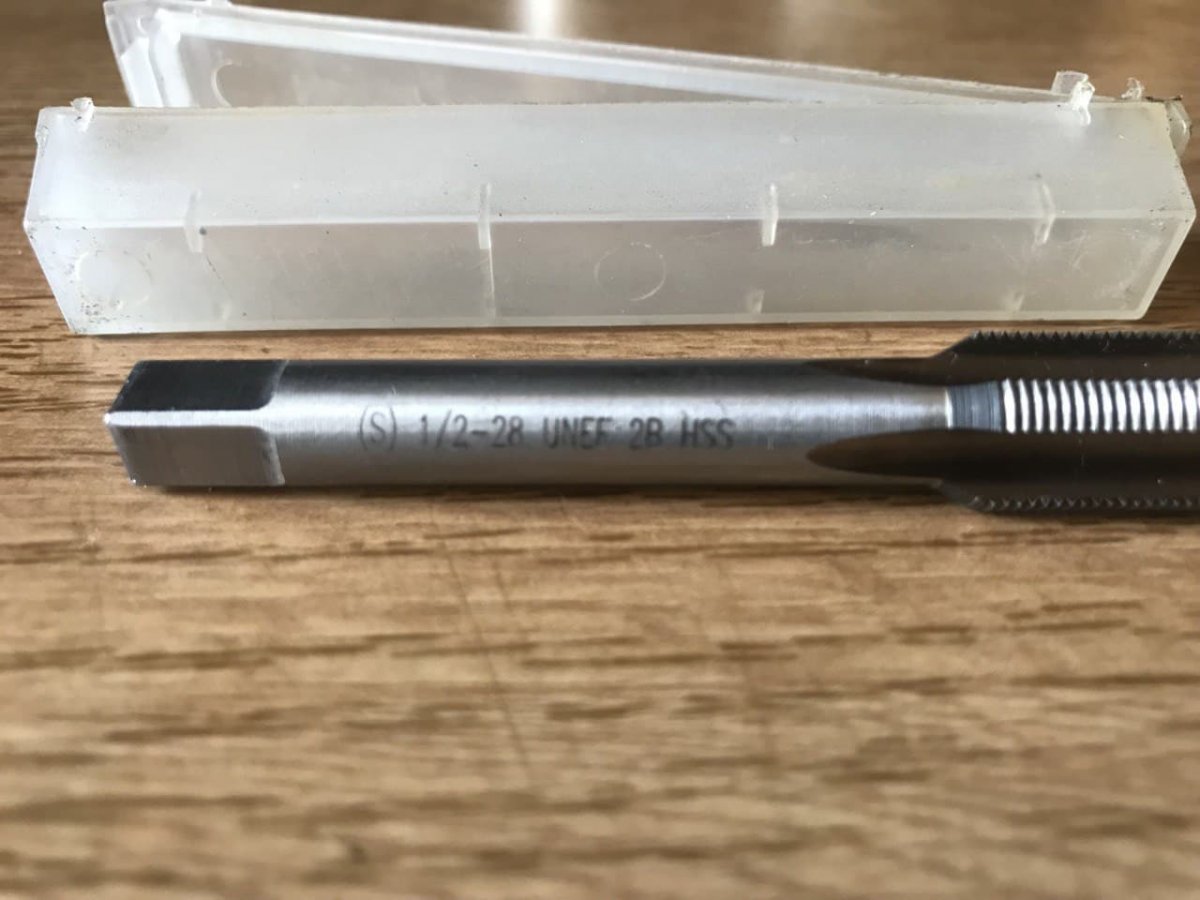 (S) 1/2-28 UNEF 2B HSS